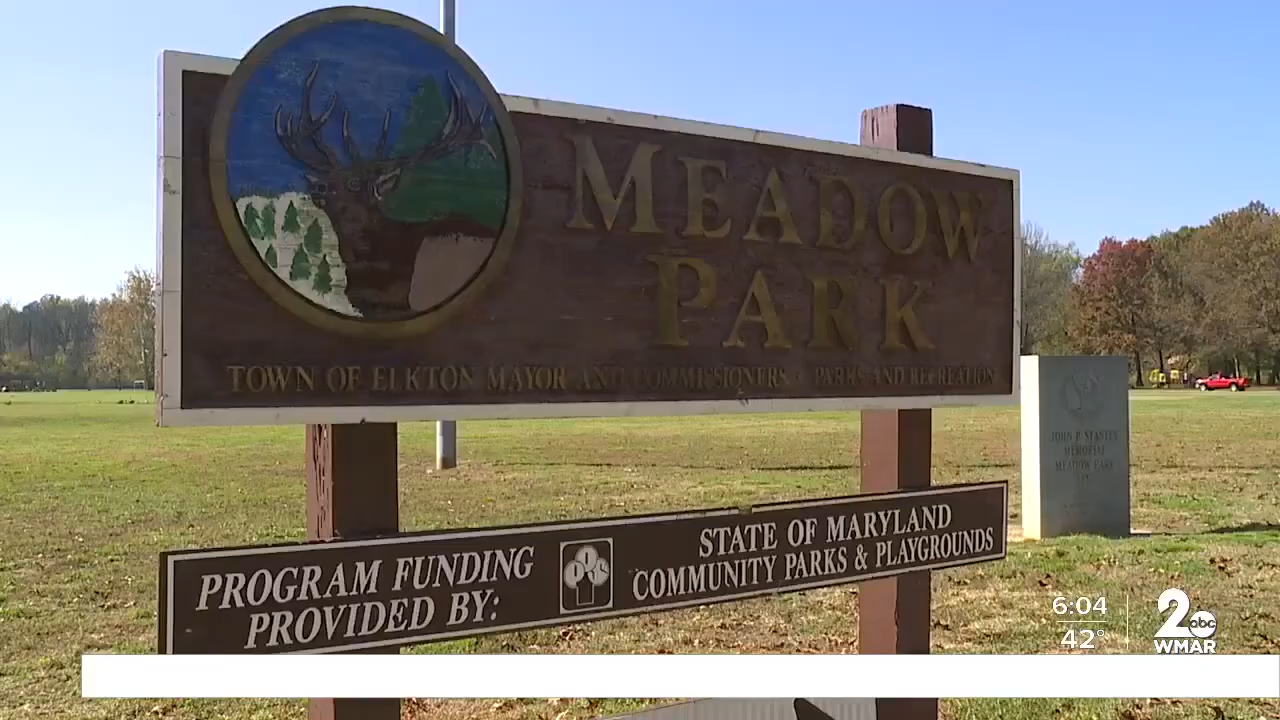 MEADOW
PARK
TOWN OF ELKTON MAYOR AND COMMISSIONERS PARKS AND RECREATION
JOHN P STANLEY
MEMORIAL
MEADOW PARK
PROGRAM FUNDING
PROVIDED BY:
STATE OF MARYLAND
COMMUNITY PARKS & PLAYGROUNDS
6:04
42°
2 abc
WMAR